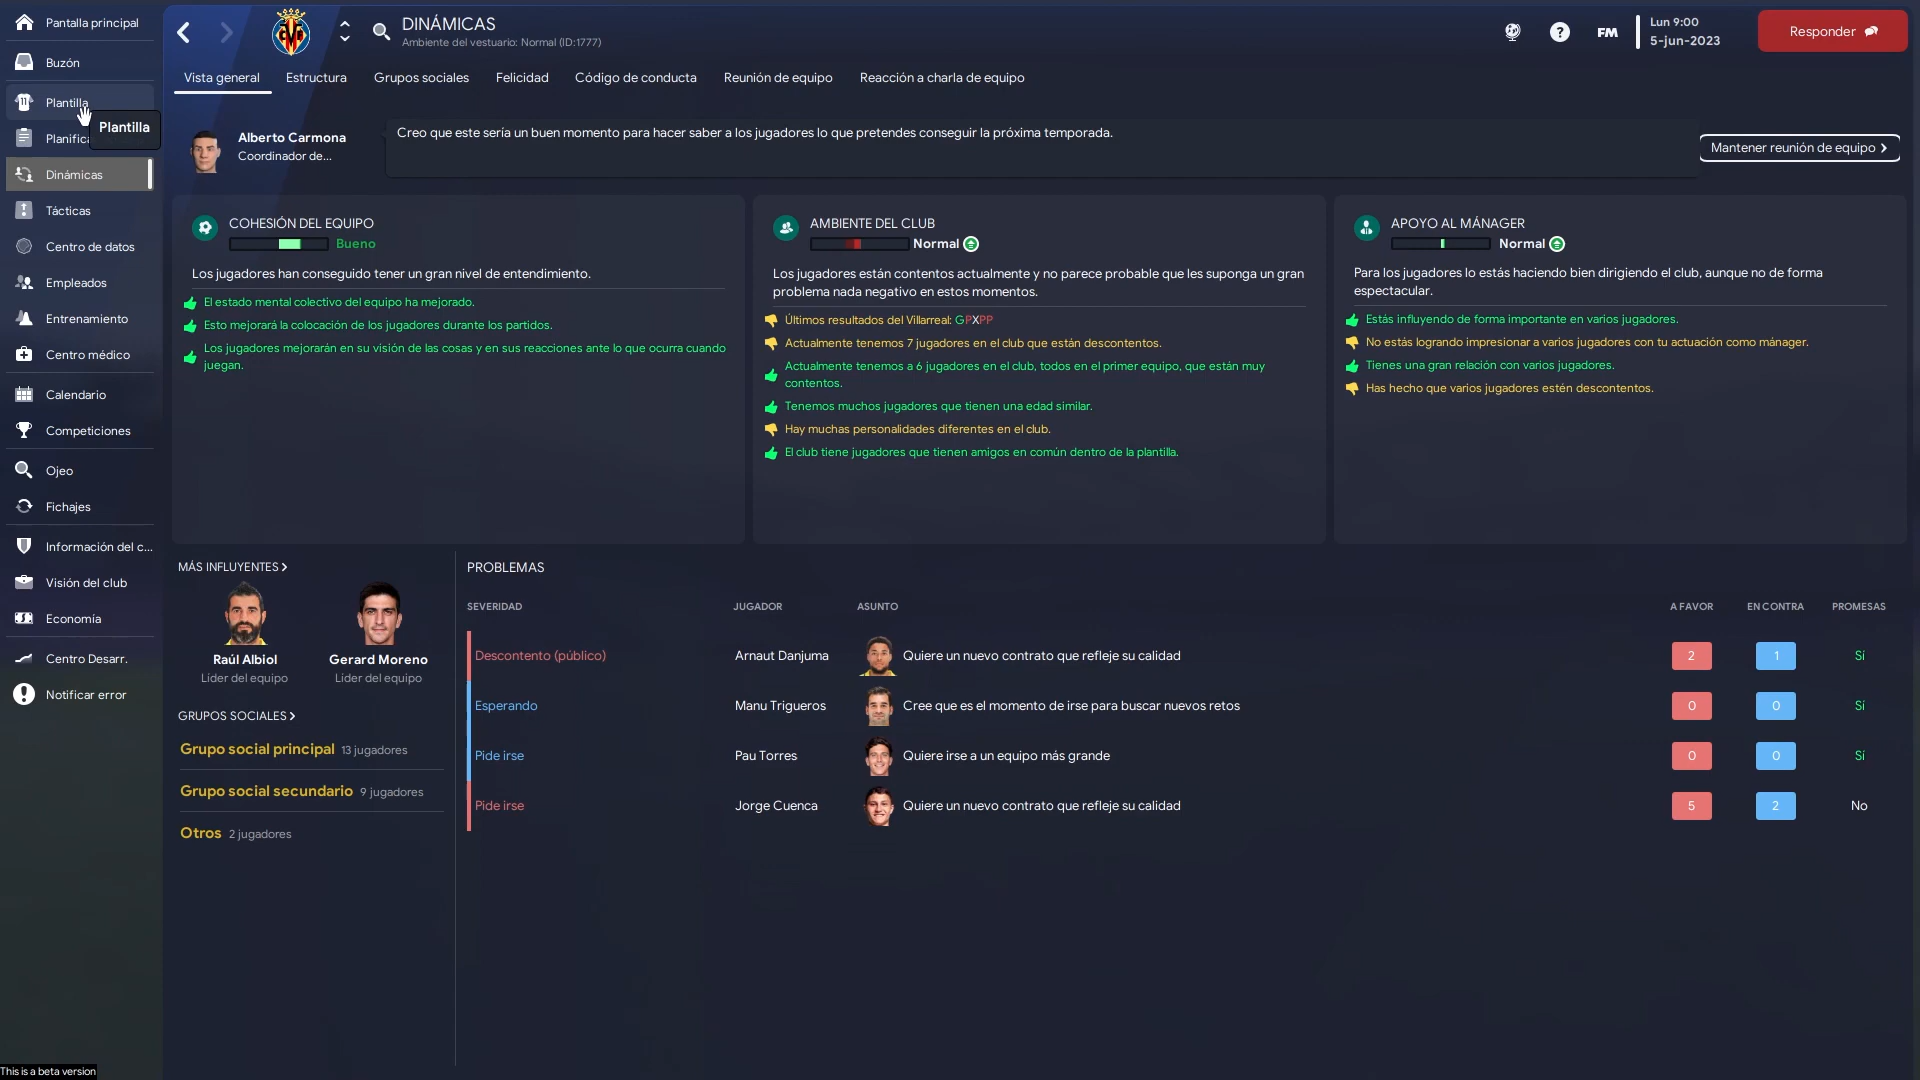 Pantalla principal
Buzón
Plantilla
Plantilla
Planifica
Dinámicas
Tácticas
Centro de datos
Empleados
Entrenamiento
Centro médico
Calendario
Competiciones
Ojeo
Fichajes
Información del c...
Visión del club
Economía
Centro Desarr.
Notificar error
This is a beta version
DINÁMICAS
Ambiente del vestuario: Normal (ID:1777)
FM
Lun 9:00
5-jun-2023
Responder
Vista general
Estructura
Grupos sociales
Felicidad
Código de conducta
Reunión de equipo
Reacción a charla de equipo
Alberto Carmona
Coordinador de...
Creo que este sería un buen momento para hacer saber a los jugadores lo que pretendes conseguir la próxima temporada.
Mantener reunión de equipo
COHESIÓN DEL EQUIPO
Bueno
Los jugadores han conseguido tener un gran nivel de entendimiento.
El estado mental colectivo del equipo ha mejorado.
Esto mejorará la colocación de los jugadores durante los partidos.
Los jugadores mejorarán en su visión de las cosas y en sus reacciones ante lo que ocurra cuando
juegan.
AMBIENTE DEL CLUB
Normal
Los jugadores están contentos actualmente y no parece probable que les suponga un gran
problema nada negativo en estos momentos.
Últimos resultados del Villarreal: GPXPP
Actualmente tenemos 7 jugadores en el club que están descontentos.
Actualmente tenemos a 6 jugadores en el club, todos en el primer equipo, que están muy
contentos.
Tenemos muchos jugadores que tienen una edad similar.
Hay muchas personalidades diferentes en el club.
El club tiene jugadores que tienen amigos en común dentro de la plantilla.
APOYO AL MÁNAGER
Normal
Para los jugadores lo estás haciendo bien dirigiendo el club, aunque no de forma
espectacular.
Estás influyendo de forma importante en varios jugadores.
No estás logrando impresionar a varios jugadores con tu actuación como mánager.
Tienes una gran relación con varios jugadores.
Has hecho que varios jugadores estén descontentos.
MÁS INFLUYENTES
Raúl Albiol
Líder del equipo
Gerard Moreno
Líder del equipo
GRUPOS SOCIALES
Grupo social principal 13 jugadores
Grupo social secundario 9 jugadores
Otros 2 jugadores
PROBLEMAS
SEVERIDAD JUGADOR ASUNTO A FAVOR EN CONTRA PROMESAS
Descontento (público) Arnaut Danjuma Quiere un nuevo contrato que refleje su calidad 2 1 Sí
Esperando Manu Trigueros Cree que es el momento de irse para buscar nuevos retos 0 0 Sí
Pide irse Pau Torres Quiere irse a un equipo más grande 0 0 Sí
Pide irse Jorge Cuenca Quiere un nuevo contrato que refleje su calidad 5 2 No